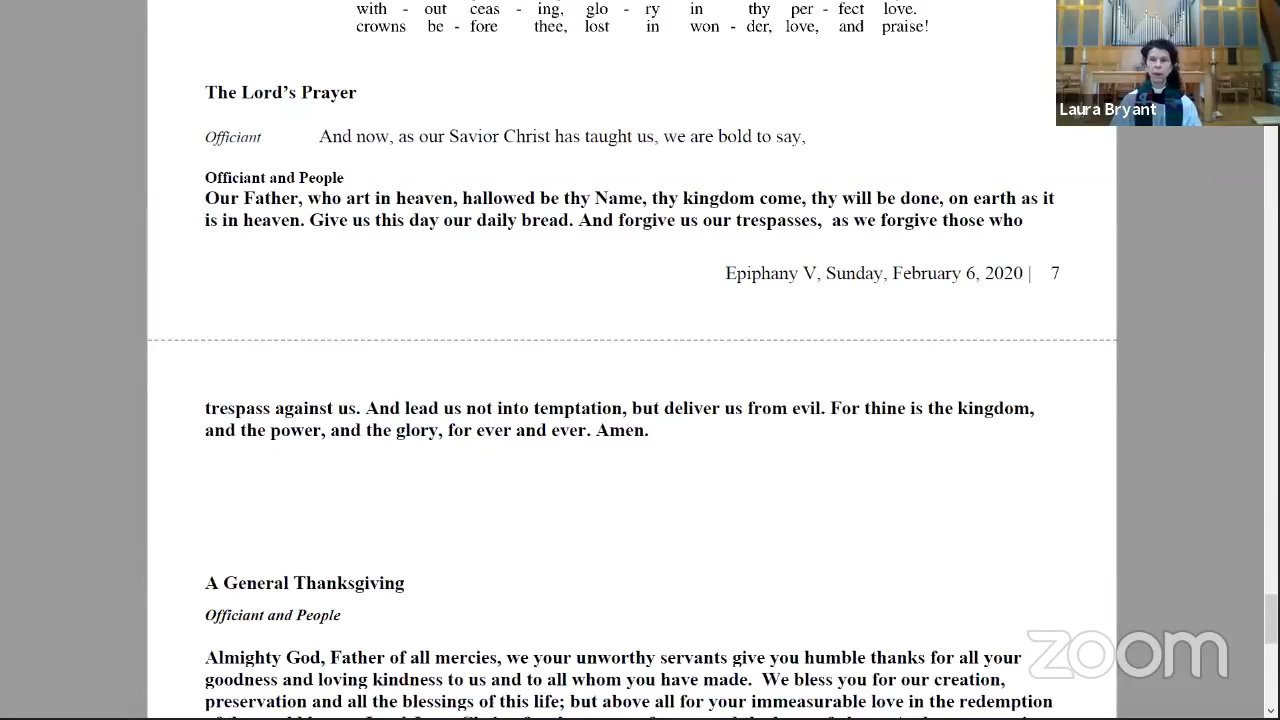 with - out ceas - ing, glo - ry in thy per - fect love.
crowns be - fore thee, lost in won - der, love, and praise!
Laura Bryant
The Lord's Prayer
Officiant And now, as our Savior Christ has taught us, we are bold to say,
Officiant and People
Our Father, who art in heaven, hallowed be thy Name, thy kingdom come, thy will be done, on earth as it
is in heaven. Give us this day our daily bread. And forgive us our trespasses, as we forgive those who
Epiphany V, Sunday, February 6, 2020 | 7
trespass against us. And lead us not into temptation, but deliver us from evil. For thine is the kingdom,
and the power, and the glory, for ever and ever. Amen.
A General Thanksgiving
Officiant and People
Almighty God, Father of all mercies, we your unworthy servants give you humble thanks for all your
goodness and loving kindness to us and to all whom you have made. We bless you for our creation,
preservation and all the blessings of this life; but above all for your immeasurable love in the redemption
zoom